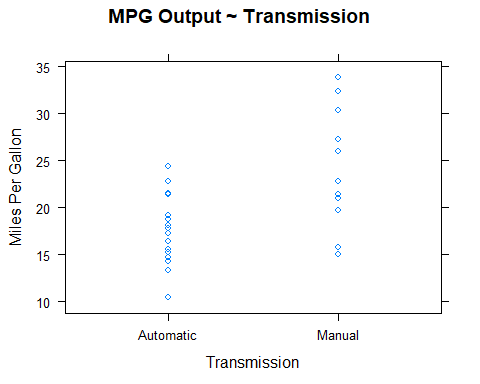 MPG Output ~ Transmission
Miles Per Gallon
35
30
25
20
15
10
Automatic
Manual
Transmission